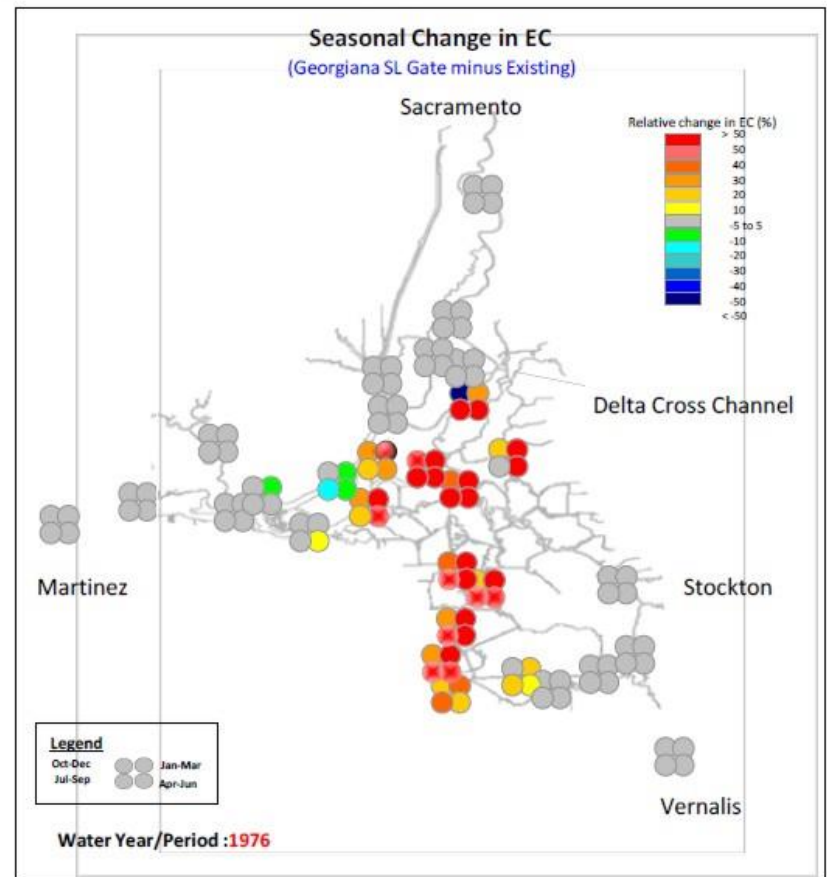 Seasonal Change in EC
(Georgiana SL Gate minus Existing)
Sacramento
Relative change in EC (%)
> 50
50
40
30
20
10
-5 to 5
-10
-20
-30
-40
-50
< -50
Delta Cross Channel
Martinez
Stockton
Legend
Oct-Dec Jan-Mar
Jul-Sep Apr-Jun
Vernalis
Water Year/Period :1976